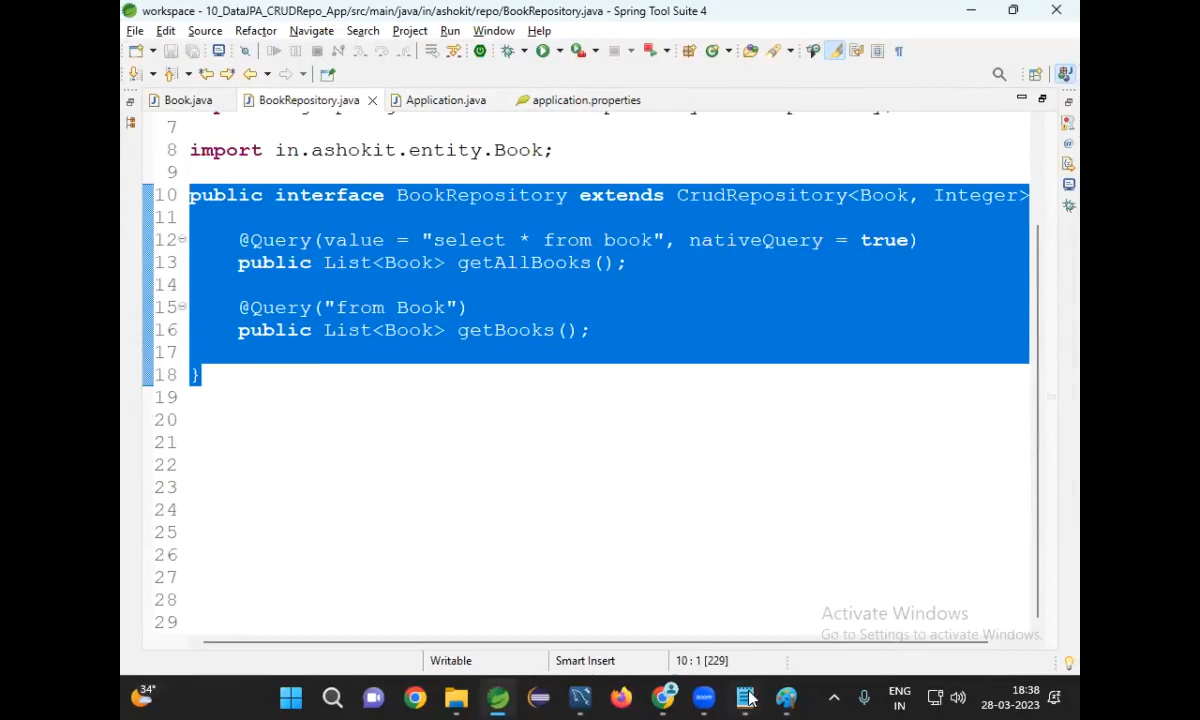 workspace - 10_DataJPA_CRUDRepo_App/src/main/java/in/ashokit/repo/BookRepository.java - Spring Tool Suite 4
File Edit Source Refactor Navigate Search Project Run Window Help
Book.java BookRepository.java Application.java application.properties
7
8 import in.ashokit.entity.Book;
9
10 public interface BookRepository extends CrudRepository<Book, Integer>
11
12 @Query(value = "select * from book", nativeQuery = true)
13 public List<Book> getAllBooks();
14
15 @Query("from Book")
16 public List<Book> getBooks();
17
18 }
19
20
21
22
23
24
25
26
27
28
29
Activate Windows
Go to Settings to activate Windows.
Writable Smart Insert 10 : 1 [229]
34°
zoom
ENG
IN
18:38
28-03-2023